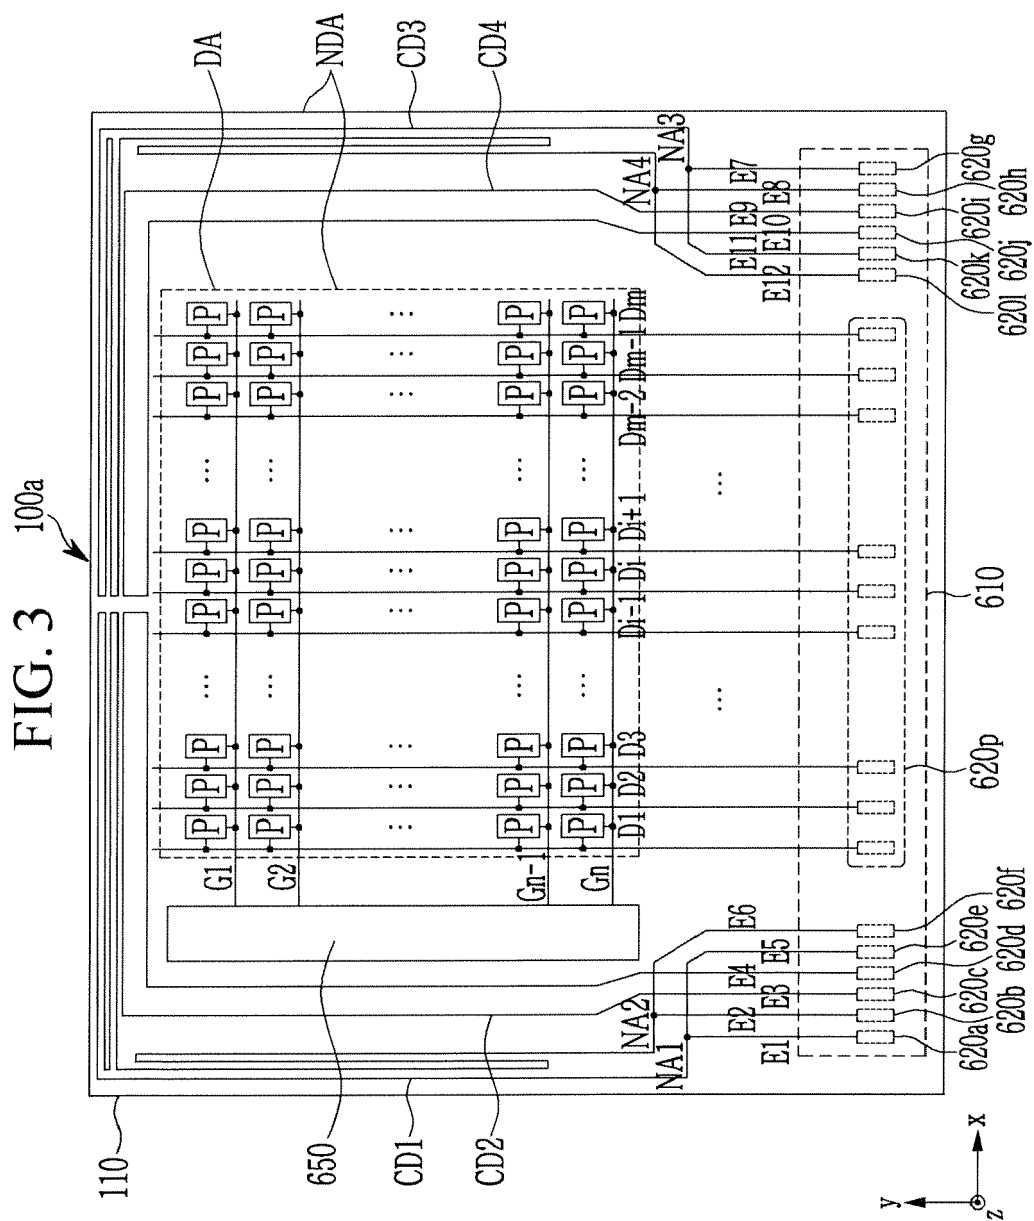 FIG. 3
100a
110
DA
G1 P P P ... P P P ... P P P
G2 P P P ... P P P ... P P P
650
NDA
... ... ...
CD1
CD3
CD2
CD4
Gn-1 P P P ... P P P ... P P P
Gn P P P ... P P P ... P P P
D1 D2 D3 Di-1 Di Di+1 Dm-2 Dm-1 Dm
NA2
NA4
NA1
NA3
... ...
E2 E4 E6 E11 E9 E7
E1 E3 E5 E12 E10 E8
y
x
z
620a 620c 620e 620p 610 620k 620i 620g
620b 620d 620f 620l 620j 620h